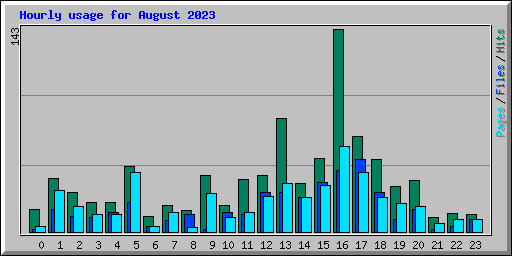 Hourly usage for August 2023
143
Pages/Files/Hits
0 1 2 3 4 5 6 7 8 9 10 11 12 13 14 15 16 17 18 19 20 21 22 23